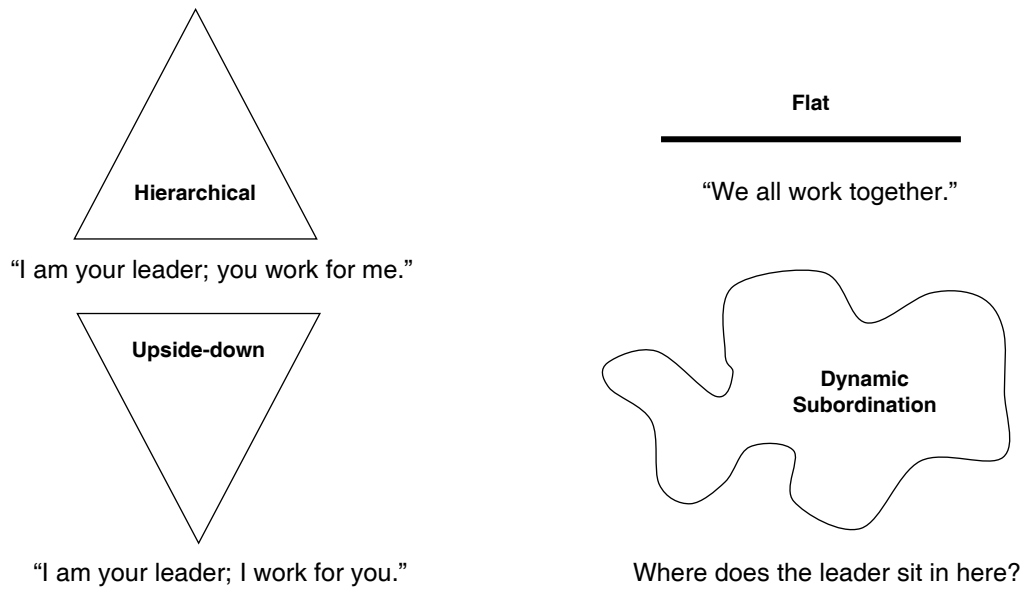 Hierarchical
“I am your leader; you work for me.”
Upside-down
“I am your leader; I work for you.”
Flat
“We all work together.”
Dynamic
Subordination
Where does the leader sit in here?